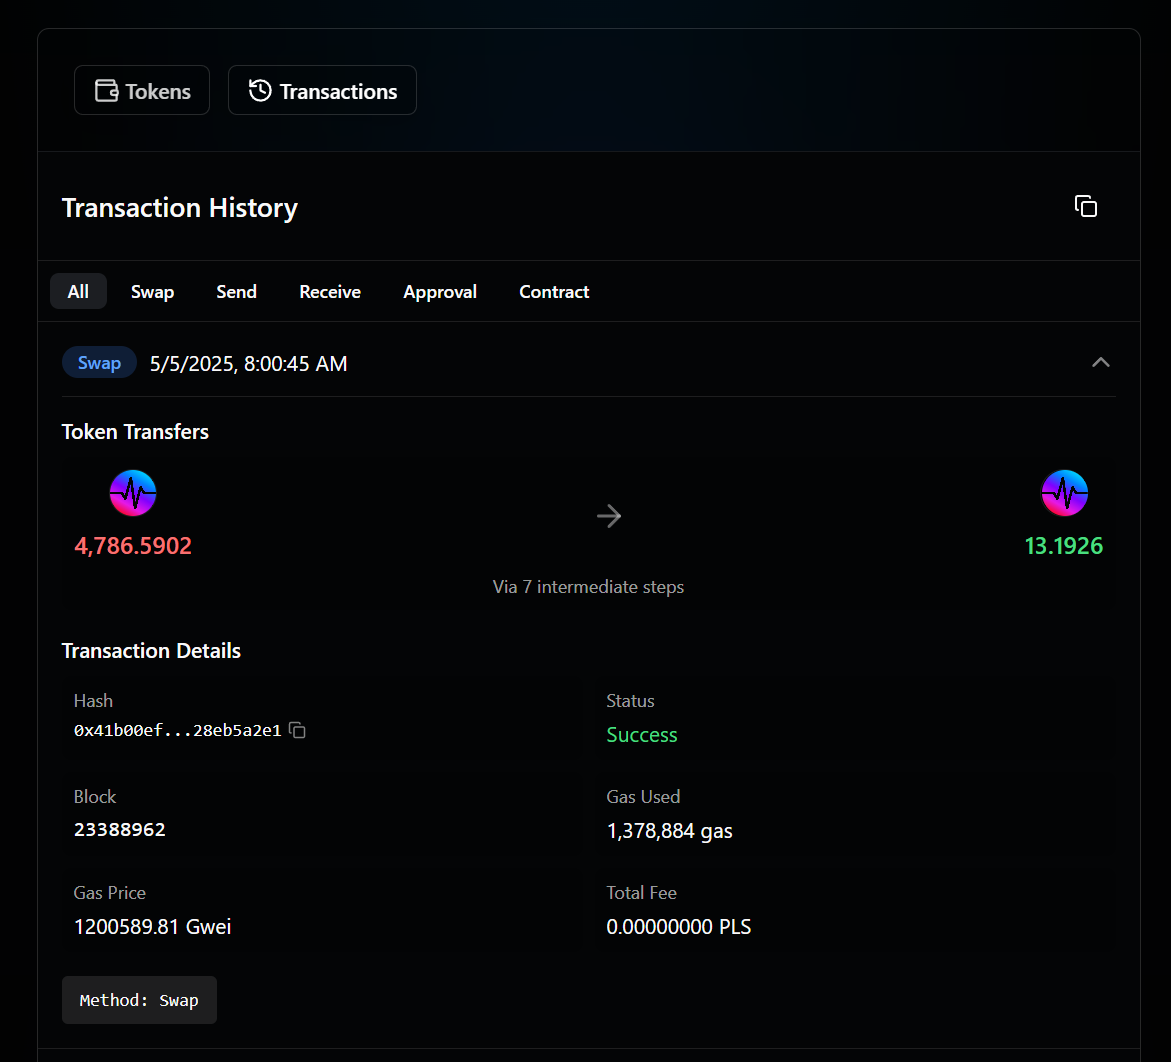 Tokens
Transactions
Transaction History
All
Swap
Send
Receive
Approval
Contract
Swap
5/5/2025, 8:00:45 AM
Token Transfers
4,786.5902
13.1926
Via 7 intermediate steps
Transaction Details
Hash
0x41b00ef...28eb5a2e1
Status
Success
Block
23388962
Gas Used
1,378,884 gas
Gas Price
1200589.81 Gwei
Total Fee
0.00000000 PLS
Method: Swap